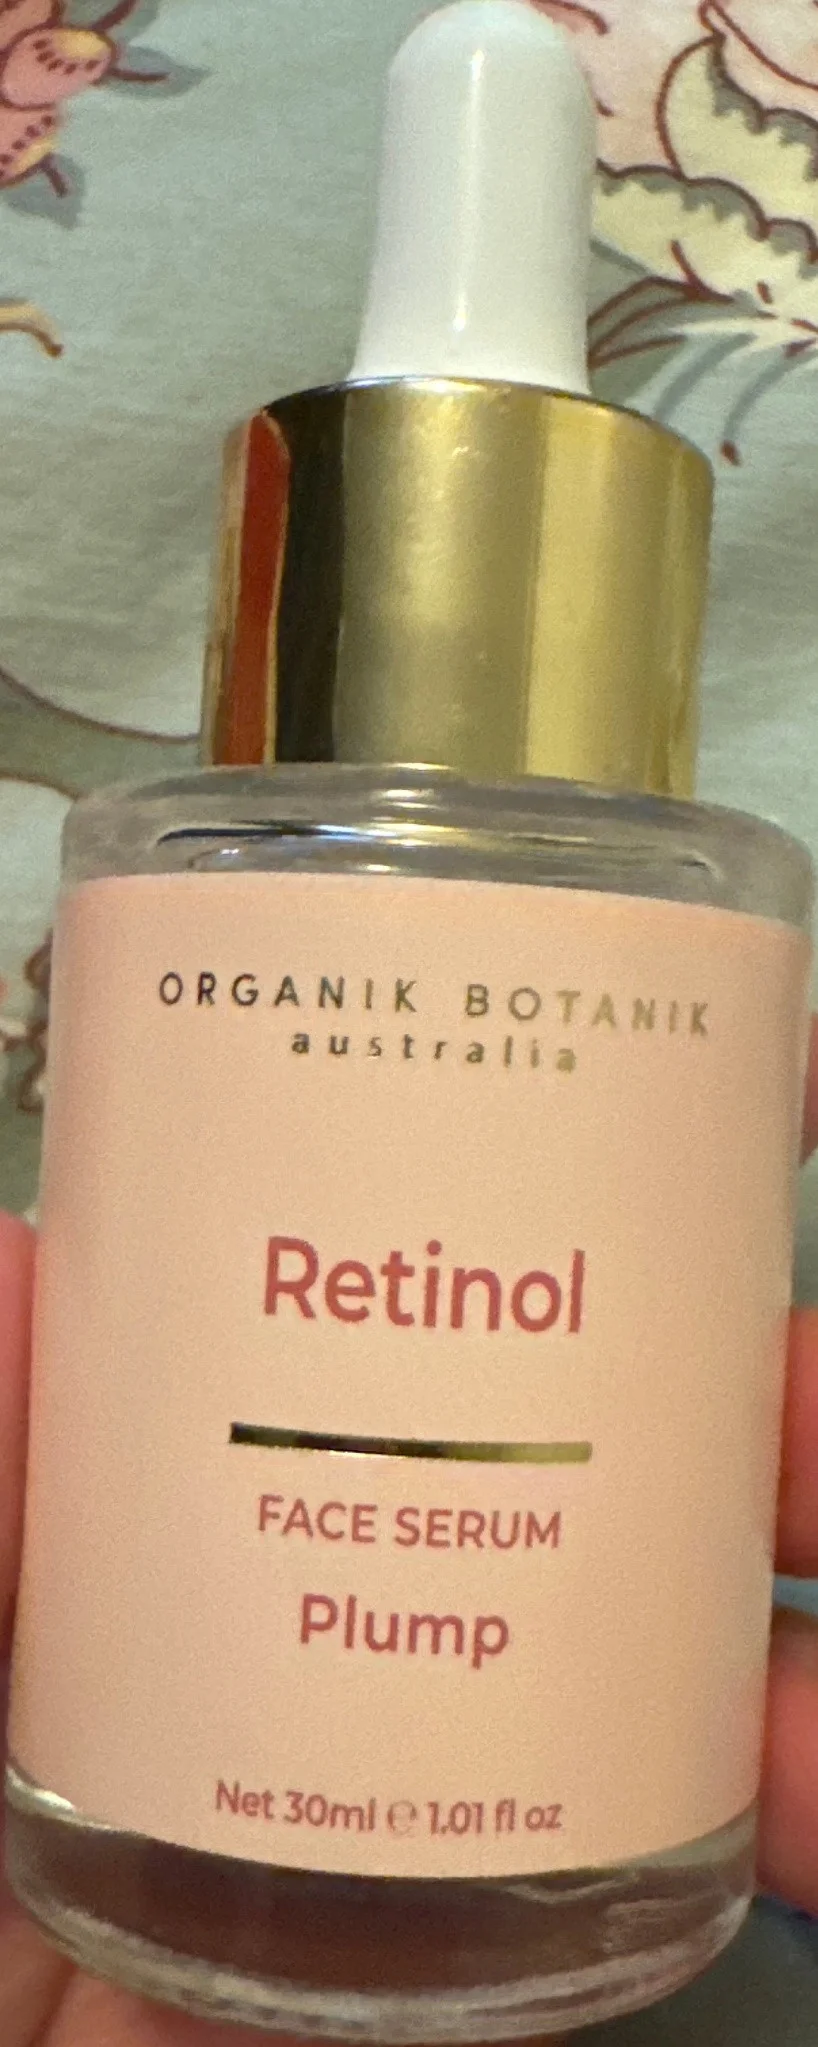 ORGANIK BOTANIK
australia
Retinol
FACE SERUM
Plump
Net 30ml ℮ 1.01 fl oz